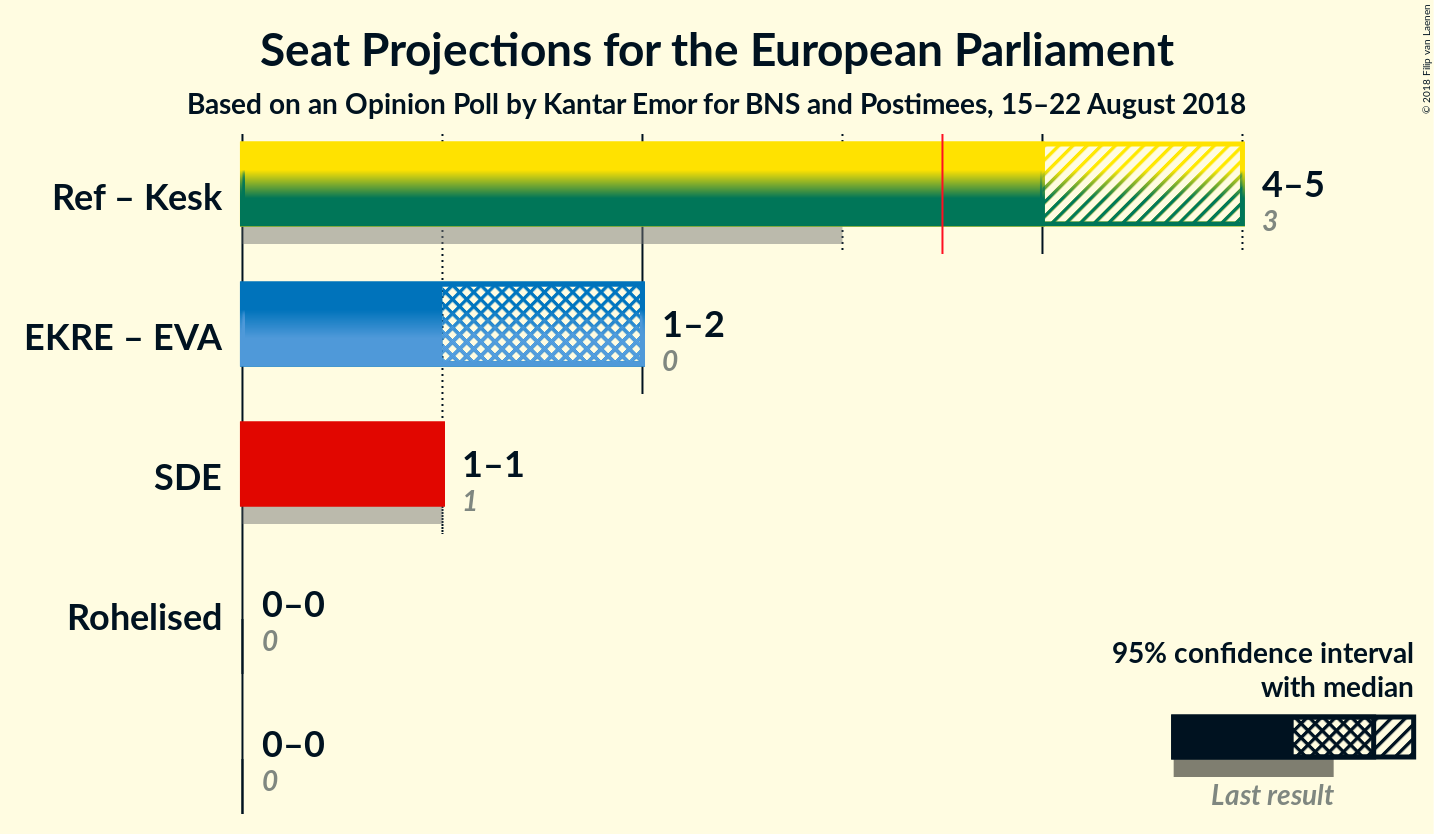 Seat Projections for the European Parliament
Based on an Opinion Poll by Kantar Emor for BNS and Postimees, 15–22 August 2018
© 2018 Filip van Laenen
Ref – Kesk
4–5
3
EKRE – EVA
1–2
0
SDE
1–1
1
Rohelised
0–0
0
0–0
0
95% confidence interval
with median
Last result